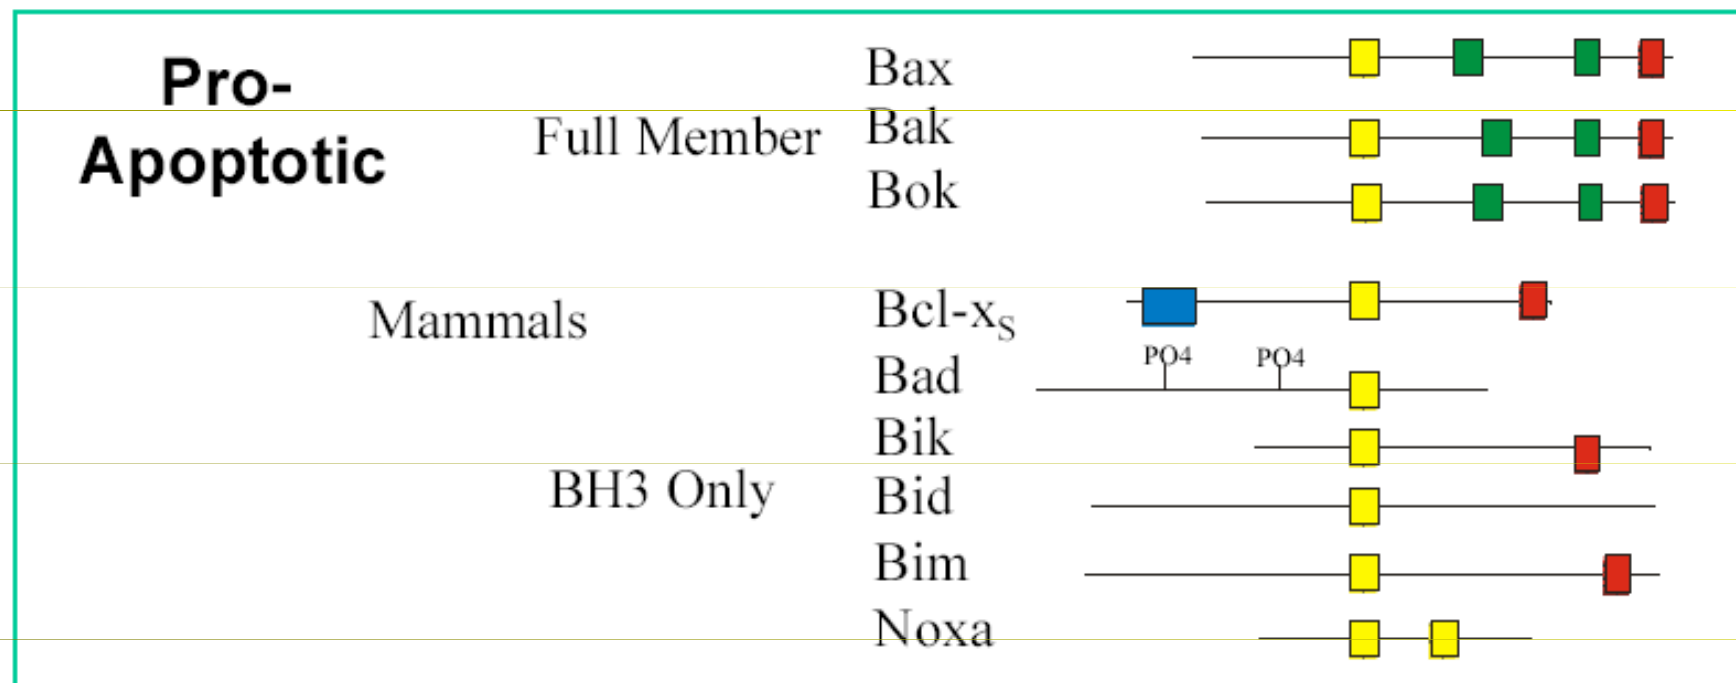 Pro-
Apoptotic
Full Member
Bax
Bak
Bok
Mammals
Bcl-xS
PO4 PO4
Bad
Bik
BH3 Only
Bid
Bim
Noxa